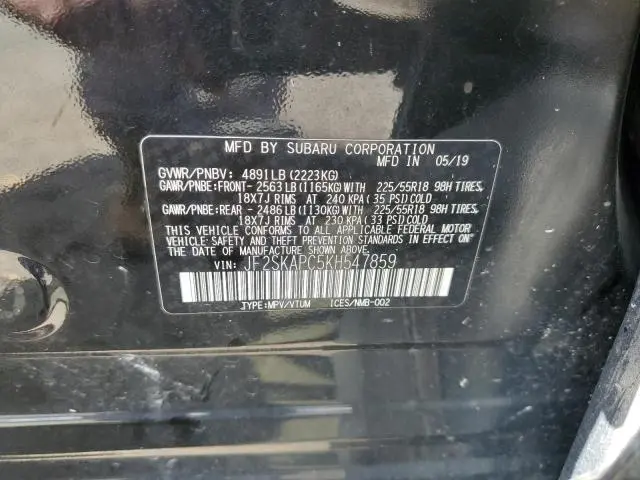 MFD BY SUBARU CORPORATION
MFD IN 05/19
GVWR/PNBV: 4891LB(2223KG)
GAWR/PNBE:FRONT- 2563LB(1165KG)WITH 225/55R18 98H TIRES,
18X7J RIMS AT 240 KPA(35 PSI)COLD
GAWR/PNBE:REAR - 2486LB(1130KG)WITH 225/55R18 98H TIRES,
18X7J RIMS AT 230 KPA(33 PSI)COLD
THIS VEHICLE CONFORMS TO ALL APPLICABLE FEDERAL MOTOR
VEHICLE SAFETY AND THEFT PREVENTION STANDARDS IN EFFECT ON
THE DATE OF MANUFACTURE SHOWN ABOVE.
VIN: JF2SKAPC5KH547859
TYPE:MPV/VTUM ICES/NMB-002